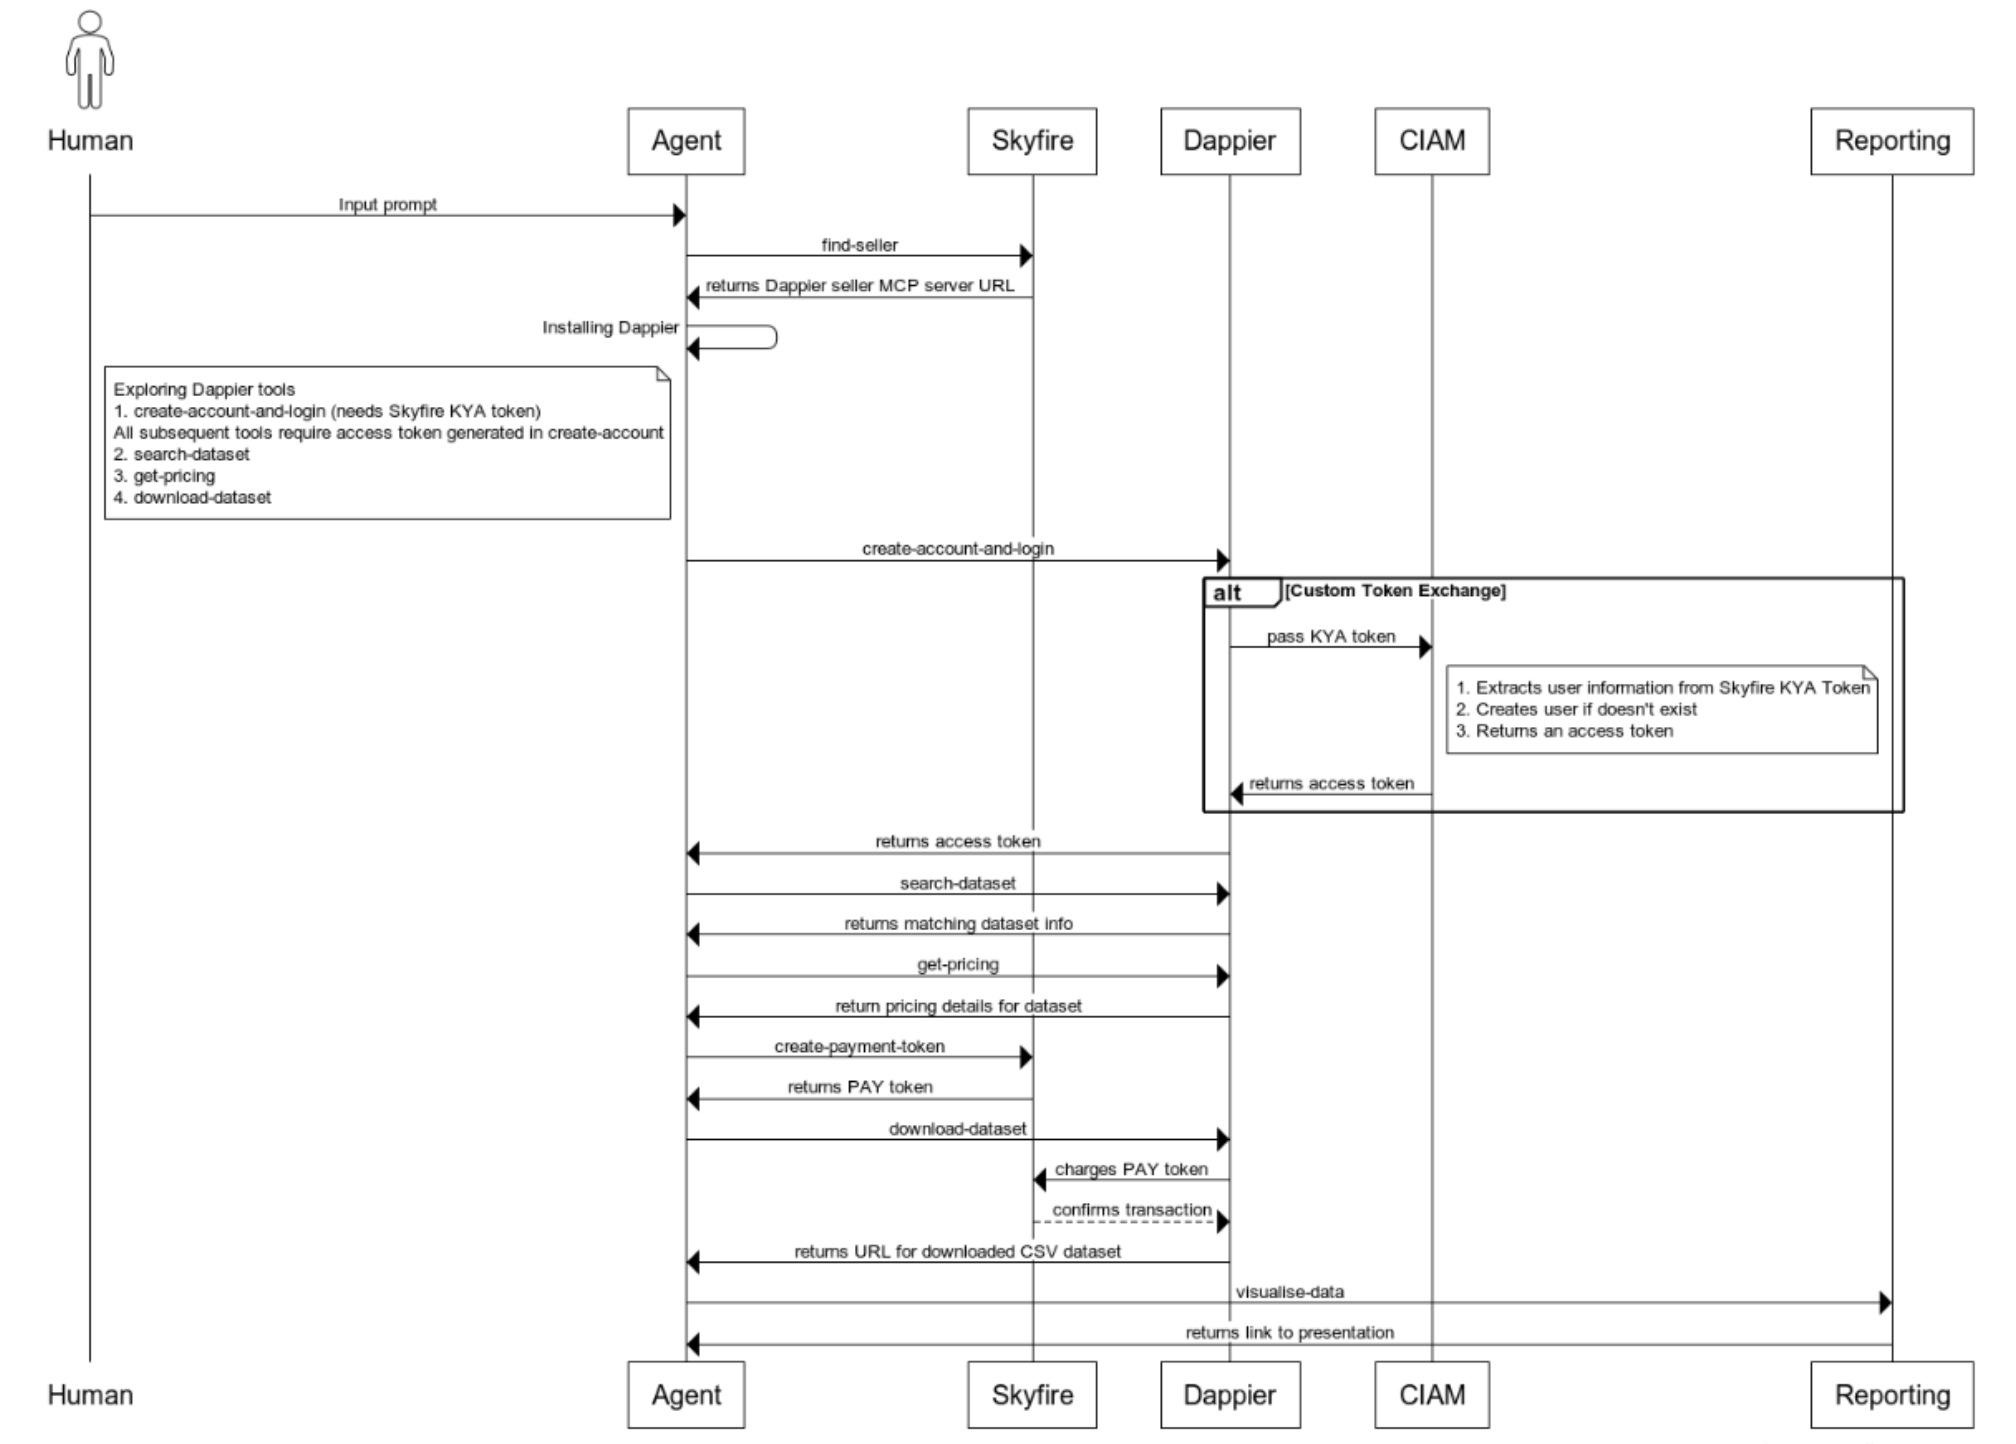 Human
Agent
Skyfire
Dappier
CIAM
Reporting
Input prompt
find-seller
returns Dappier seller MCP server URL
Installing Dappier
Exploring Dappier tools
1. create-account-and-login (needs Skyfire KYA token)
All subsequent tools require access token generated in create-account
2. search-dataset
3. get-pricing
4. download-dataset
create-account-and-login
alt
[Custom Token Exchange]
pass KYA token
1. Extracts user information from Skyfire KYA Token
2. Creates user if doesn't exist
3. Returns an access token
returns access token
returns access token
search-dataset
returns matching dataset info
get-pricing
return pricing details for dataset
create-payment-token
returns PAY token
download-dataset
charges PAY token
confirms transaction
returns URL for downloaded CSV dataset
visualise-data
returns link to presentation
Human
Agent
Skyfire
Dappier
CIAM
Reporting